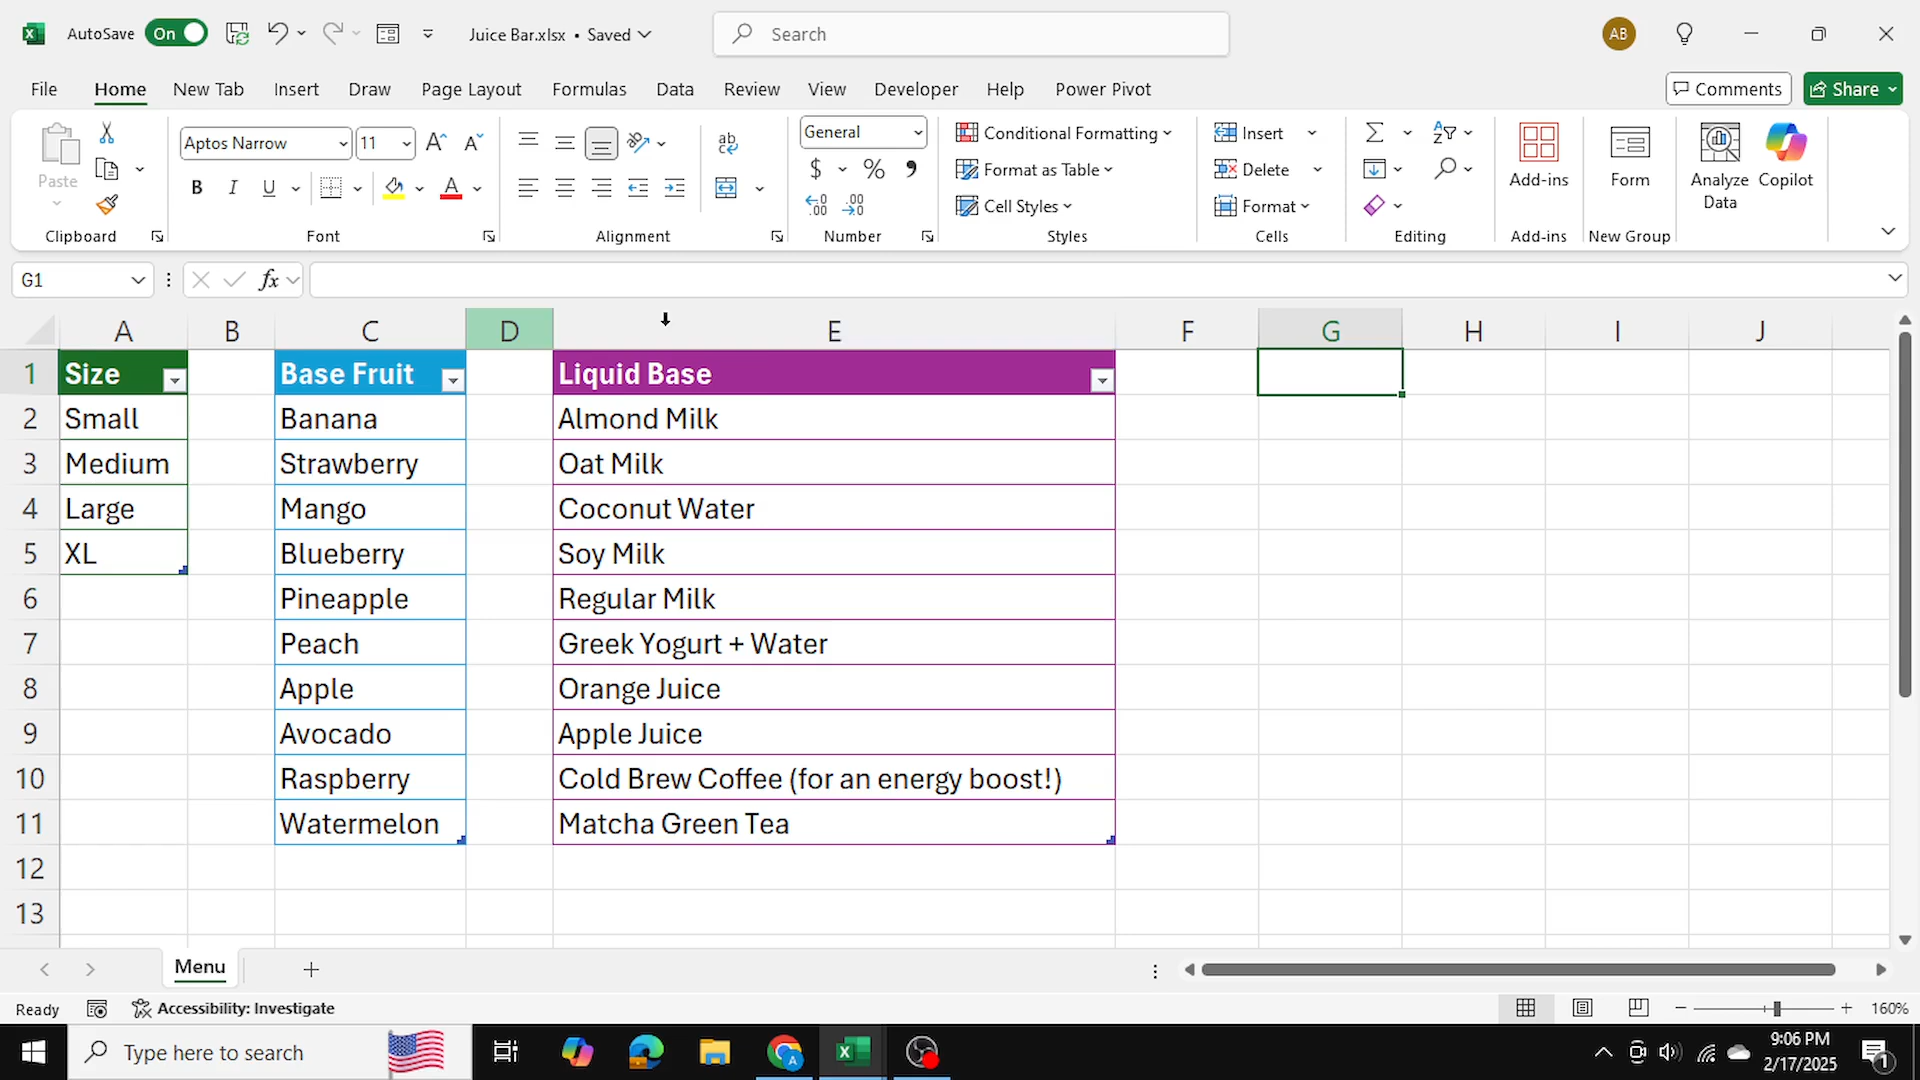 AutoSave On Juice Bar.xlsx • Saved Search AB
File Home New Tab Insert Draw Page Layout Formulas Data Review View Developer Help Power Pivot Comments Share
Paste Aptos Narrow 11 General Conditional Formatting Insert
Format as Table Delete Add-ins Form Analyze Data Copilot
Cell Styles Format
Clipboard Font Alignment Number Styles Cells Editing Add-ins New Group
G1 fx
A B C D E F G H I J
1 Size Base Fruit Liquid Base
2 Small Banana Almond Milk
3 Medium Strawberry Oat Milk
4 Large Mango Coconut Water
5 XL Blueberry Soy Milk
6 Pineapple Regular Milk
7 Peach Greek Yogurt + Water
8 Apple Orange Juice
9 Avocado Apple Juice
10 Raspberry Cold Brew Coffee (for an energy boost!)
11 Watermelon Matcha Green Tea
12
13
Menu
Ready Accessibility: Investigate 160%
Type here to search 9:06 PM
2/17/2025 1